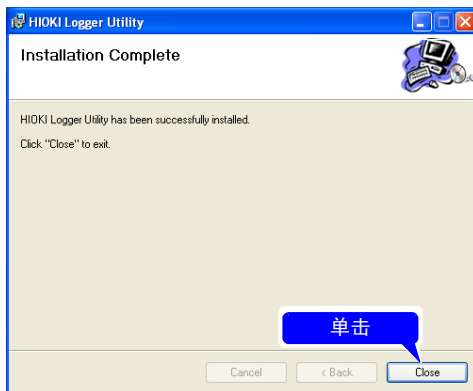 HIOKI Logger Utility
Installation Complete
HIOKI Logger Utility has been successfully installed.
Click "Close" to exit.
单击
Cancel
< Back
Close